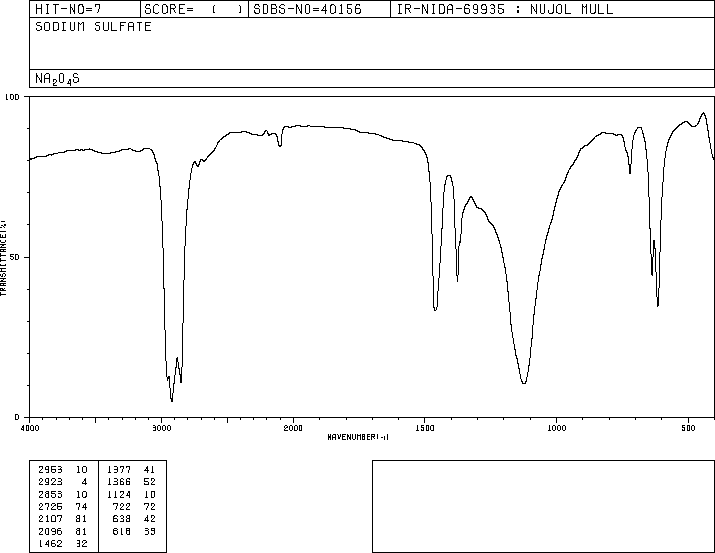 HIT-NO=7 SCORE= ( ) SDBS-NO=40156 IR-NIDA-69935 : NUJOL MULL
SODIUM SULFATE
NA2O4S
100
50
0
TRANSMITTANCE(%)
4000 3000 2000 1500 1000 500
WAVENUMBER(-1)
2953 10 1377 41
2923 4 1366 52
2853 10 1124 10
2725 74 722 72
2107 81 638 42
2096 81 618 33
1462 32